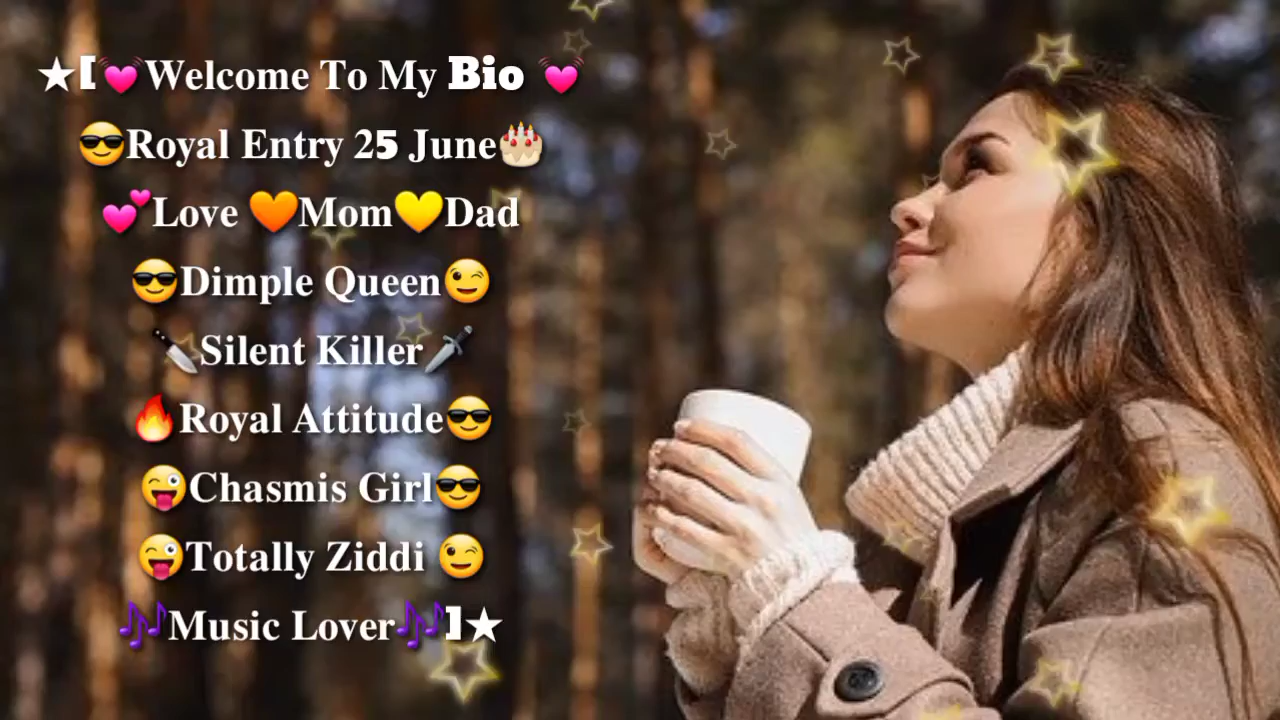 ★[💓Welcome To My Bio 💓
😎Royal Entry 25 June🎂
💕Love 🧡Mom💛Dad
😎Dimple Queen😉
🔪Silent Killer🗡️
🔥Royal Attitude😎
😜Chasmis Girl😎
😜Totally Ziddi 😉
🎶Music Lover🎶]★